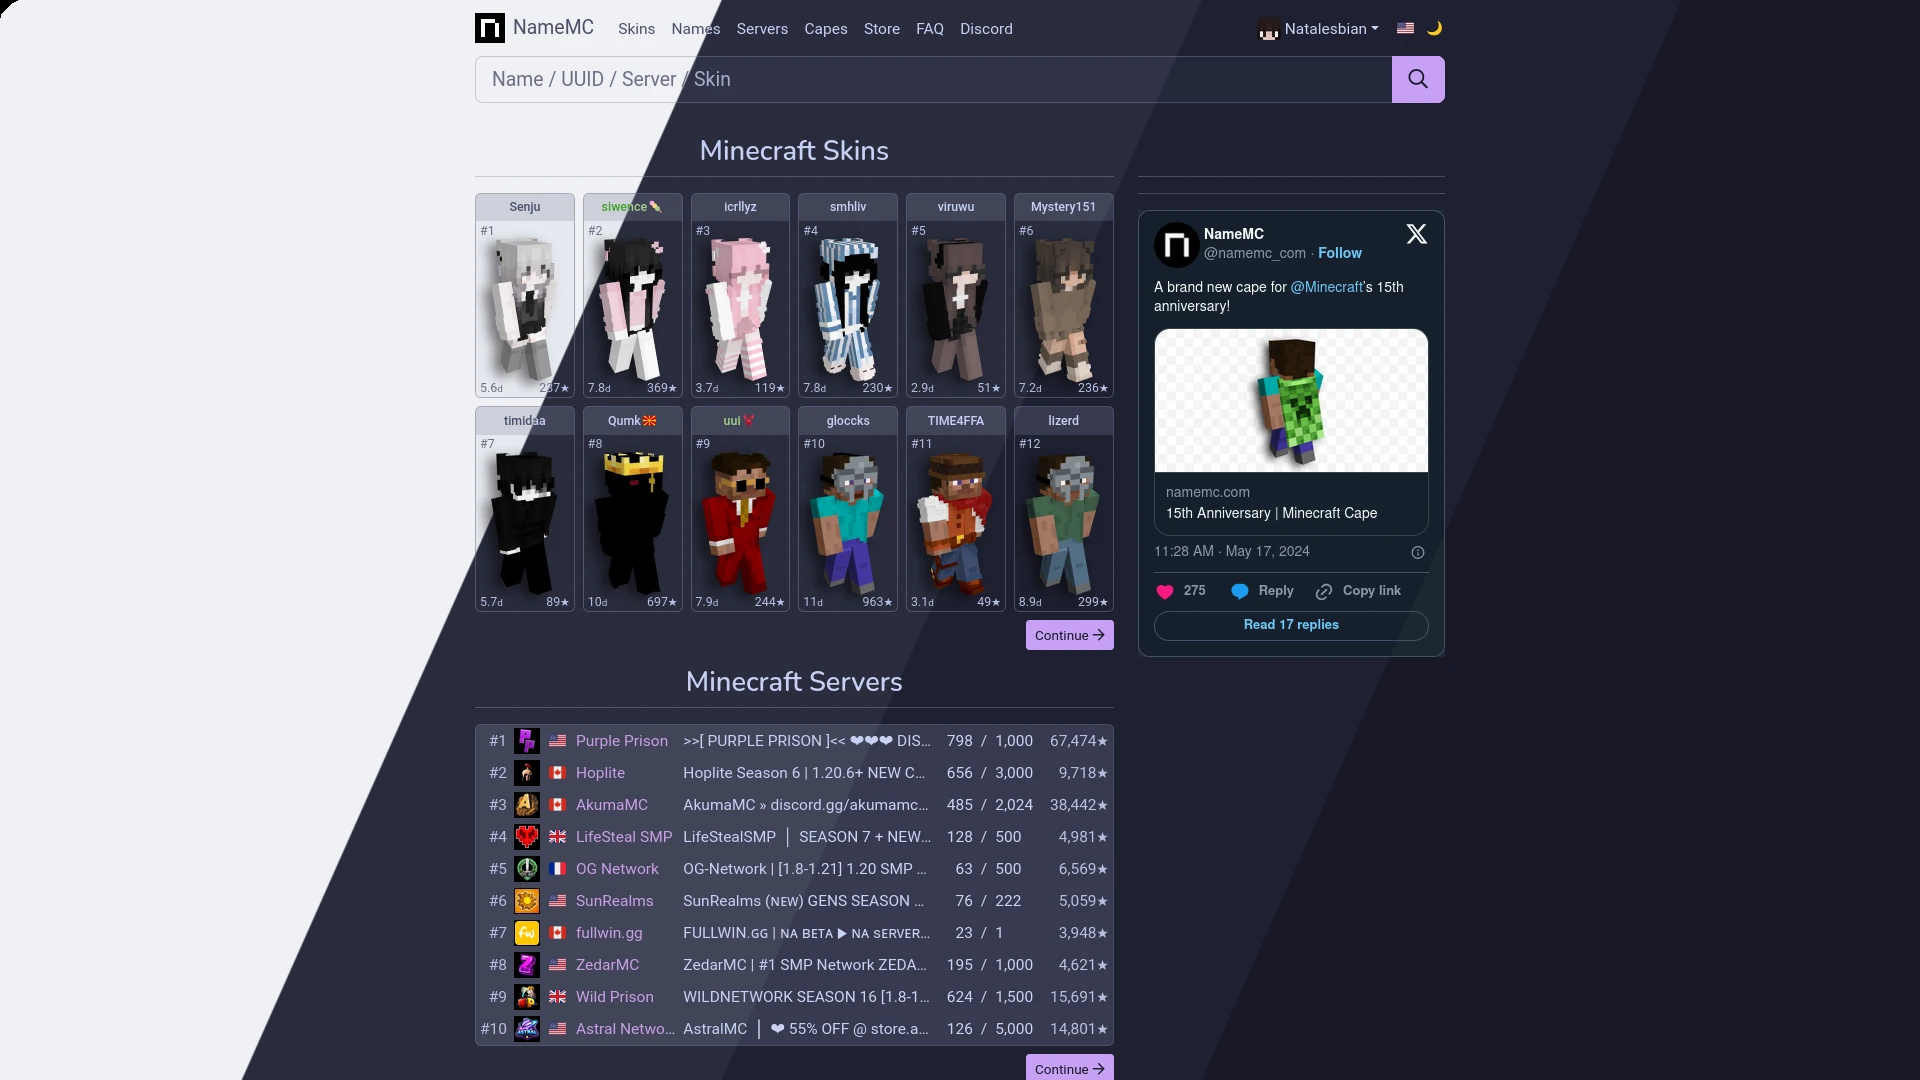 NameMC Skins Names Servers Capes Store FAQ Discord Natalesbian
Name / UUID / Server / Skin
Minecraft Skins
Senju siwence icrllyz smhliv viruwu Mystery151
#1 #2 #3 #4 #5 #6
5.6d 237★ 7.8d 369★ 3.7d 119★ 7.8d 230★ 2.9d 51★ 7.2d 236★
timidaa Qumk uui gloccks TIME4FFA lizerd
#7 #8 #9 #10 #11 #12
5.7d 89★ 10d 697★ 7.9d 244★ 11d 963★ 3.1d 49★ 8.9d 299★
Continue →
Minecraft Servers
#1 Purple Prison >>[ PURPLE PRISON ]<< ❤❤❤ DIS... 798 / 1,000 67,474★
#2 Hoplite Hoplite Season 6 | 1.20.6+ NEW C... 656 / 3,000 9,718★
#3 AkumaMC AkumaMC » discord.gg/akumamc... 485 / 2,024 38,442★
#4 LifeSteal SMP LifeStealSMP │ SEASON 7 + NEW... 128 / 500 4,981★
#5 OG Network OG-Network | [1.8-1.21] 1.20 SMP ... 63 / 500 6,569★
#6 SunRealms SunRealms (ɴᴇᴡ) GENS SEASON ... 76 / 222 5,059★
#7 fullwin.gg FULLWIN.ɢɢ | ɴᴀ ʙᴇᴛᴀ ▶ ɴᴀ sᴇʀᴠᴇʀ... 23 / 1 3,948★
#8 ZedarMC ZedarMC | #1 SMP Network ZEDA... 195 / 1,000 4,621★
#9 Wild Prison WILDNETWORK SEASON 16 [1.8-1... 624 / 1,500 15,691★
#10 Astral Netwo... AstralMC │ ❤ 55% OFF @ store.a... 126 / 5,000 14,801★
Continue →
NameMC
@namemc_com · Follow
A brand new cape for @Minecraft's 15th
anniversary!
namemc.com
15th Anniversary | Minecraft Cape
11:28 AM · May 17, 2024
275 Reply Copy link
Read 17 replies